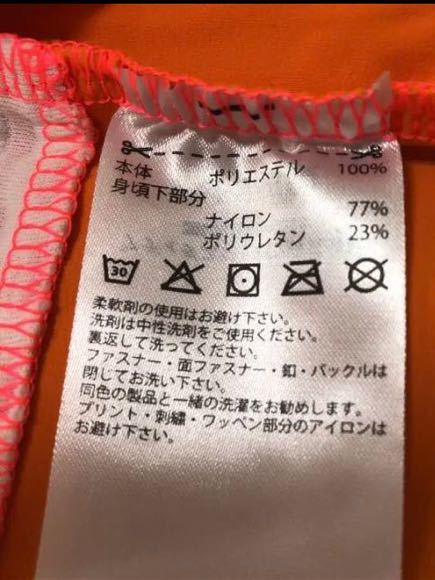 本体 ポリエステル 100%
身頃下部分
ナイロン 77%
ポリウレタン 23%
30
柔軟剤の使用はお避け下さい。
洗剤は中性洗剤をご使用ください。
裏返して洗ってください。
ファスナー・面ファスナー・釦・バックルは
閉じてお洗い下さい。
同色の製品と一緒の洗濯をお勧めします。
プリント・刺繍・ワッペン部分のアイロンは
お避け下さい。